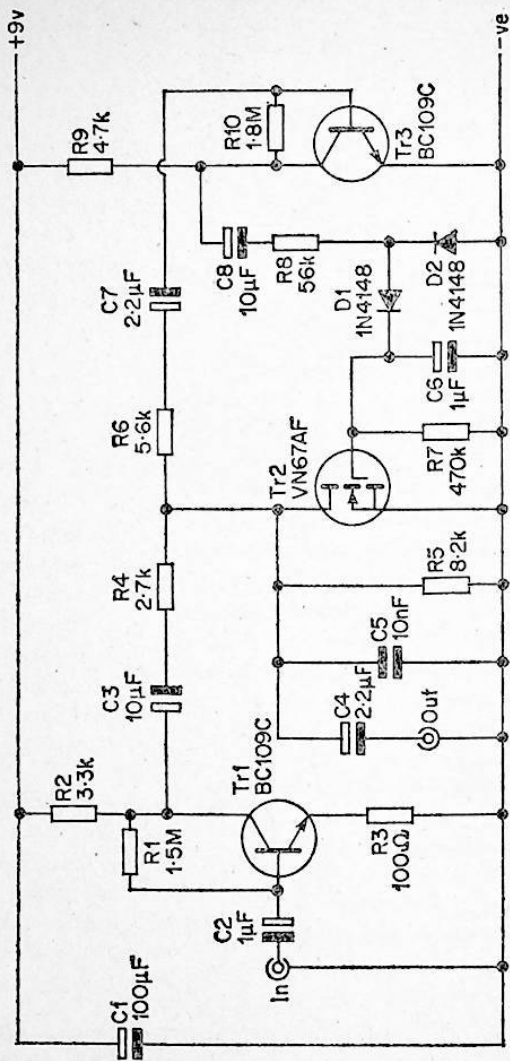 +9v
C1
100µF
R2
3·3k
R1
1·5M
C2
1µF
In
Tr1
BC109C
R3
100Ω
C3
10µF
R4
2·7k
C4
2·2µF
Out
C5
10nF
R5
8·2k
R6
5·6k
Tr2
VN67AF
R7
470k
C7
2·2µF
C6
1µF
D1
1N4148
D2
1N4148
C8
10µF
R8
56k
R9
4·7k
R10
1·8M
Tr3
BC109C
-ve